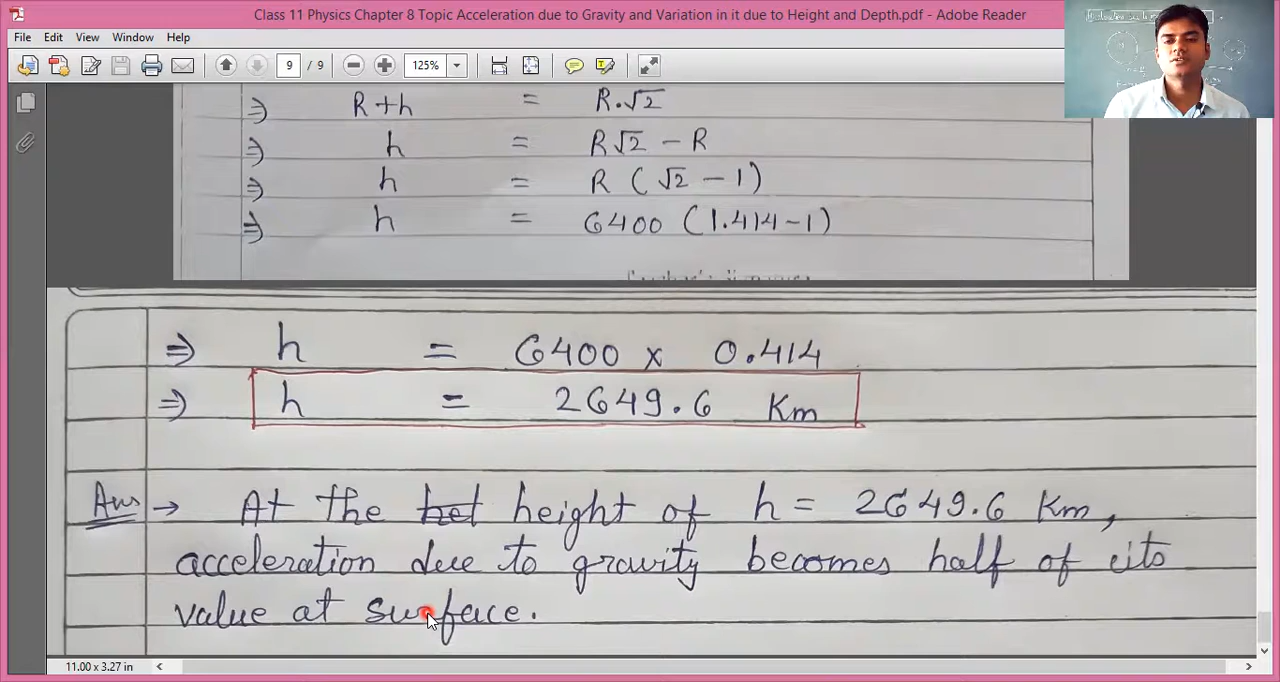 Class 11 Physics Chapter 8 Topic Acceleration due to Gravity and Variation in it due to Height and Depth.pdf - Adobe Reader
File Edit View Window Help
9 / 9 125%
⇒ R+h = R.√2
⇒ h = R√2 - R
⇒ h = R (√2 - 1)
⇒ h = 6400 (1.414-1)
⇒ h = 6400 x 0.414
⇒ h = 2649.6 Km
Ans → At the height of h = 2649.6 Km,
acceleration due to gravity becomes half of its
value at surface.
11.00 x 3.27 in